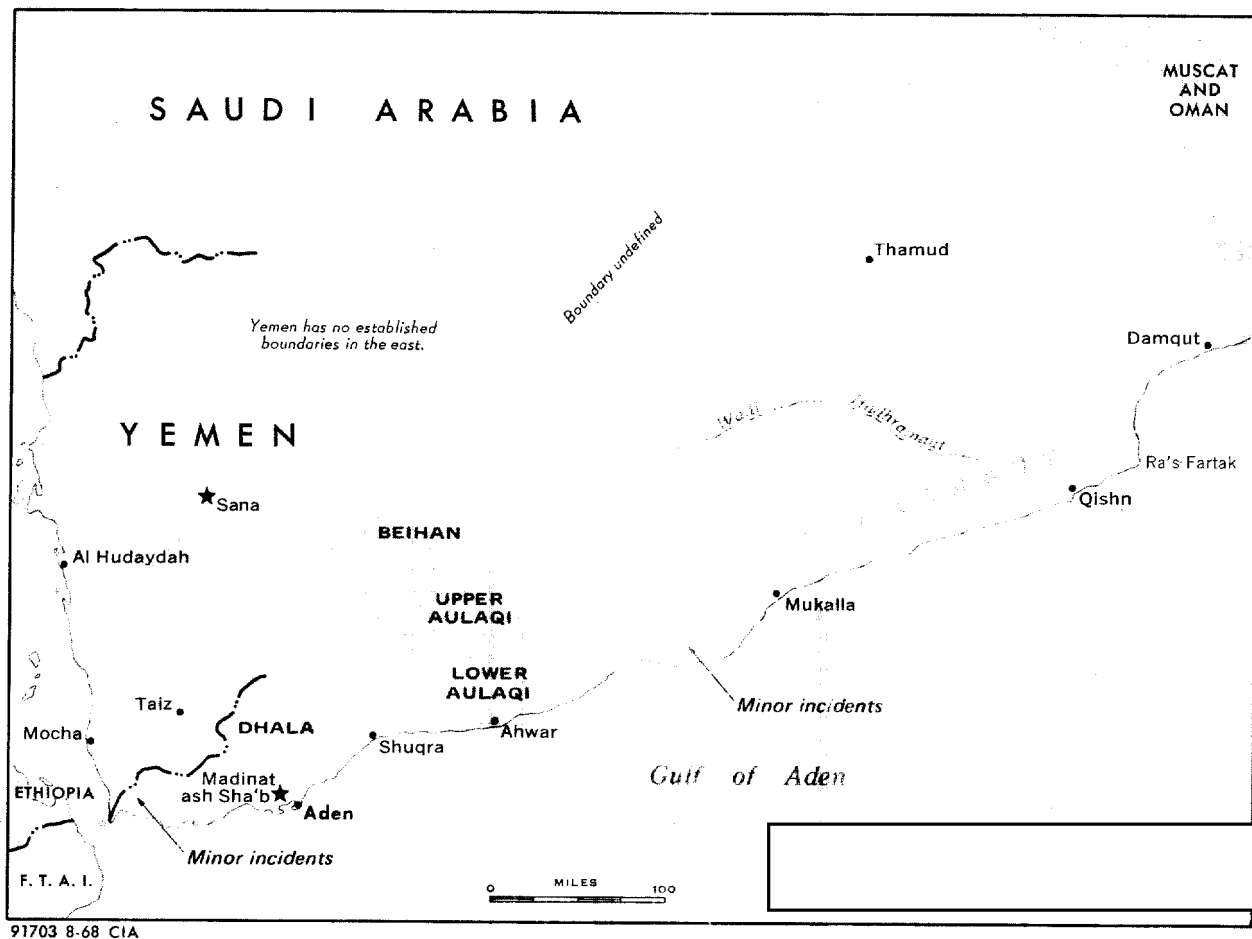 MUSCAT
AND
OMAN
SAUDI ARABIA
Thamud
Boundary undefined
Yemen has no established
boundaries in the east.
Damqut
YEMEN
Wadi Hadhramaut
Ra's Fartak
Sana
Qishn
BEIHAN
Al Hudaydah
UPPER
AULAQI
Mukalla
LOWER
AULAQI
Minor incidents
Taiz
DHALA
Ahwar
Mocha
Shuqra
Madinat
ash Sha'b
Gulf of Aden
ETHIOPIA
Aden
Minor incidents
F. T. A. I.
0 MILES 100
91703 8-68 CIA